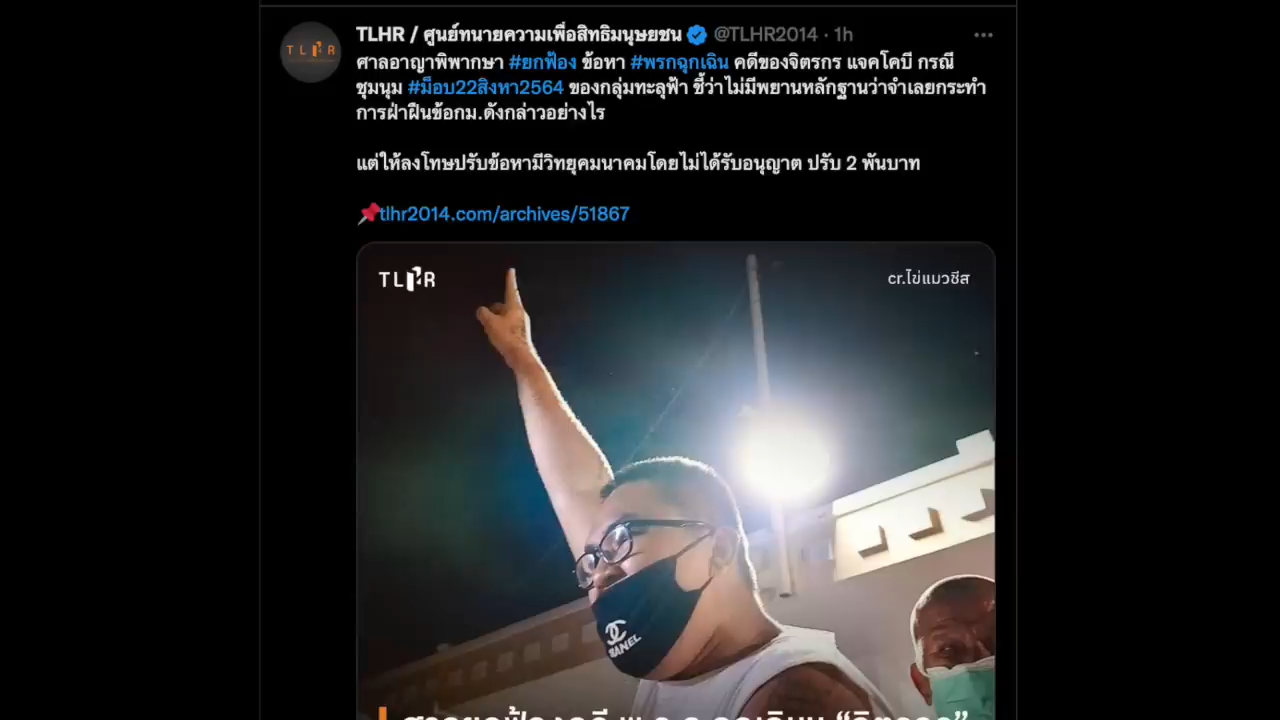 TLHR / ศูนย์ทนายความเพื่อสิทธิมนุษยชน @TLHR2014 · 1h
TLHR
ศาลอาญาพิพากษา #ยกฟ้อง ข้อหา #พรกฉุกเฉิน คดีของจิตรกร แจคโคบี กรณี
ชุมนุม #ม็อบ22สิงหา2564 ของกลุ่มทะลุฟ้า ชี้ว่าไม่มีพยานหลักฐานว่าจำเลยกระทำ
การฝ่าฝืนข้อกม.ดังกล่าวอย่างไร
แต่ให้ลงโทษปรับข้อหามีวิทยุคมนาคมโดยไม่ได้รับอนุญาต ปรับ 2 พันบาท
tlhr2014.com/archives/51867
TLHR
cr.ไข่แมวชีส
CHANEL